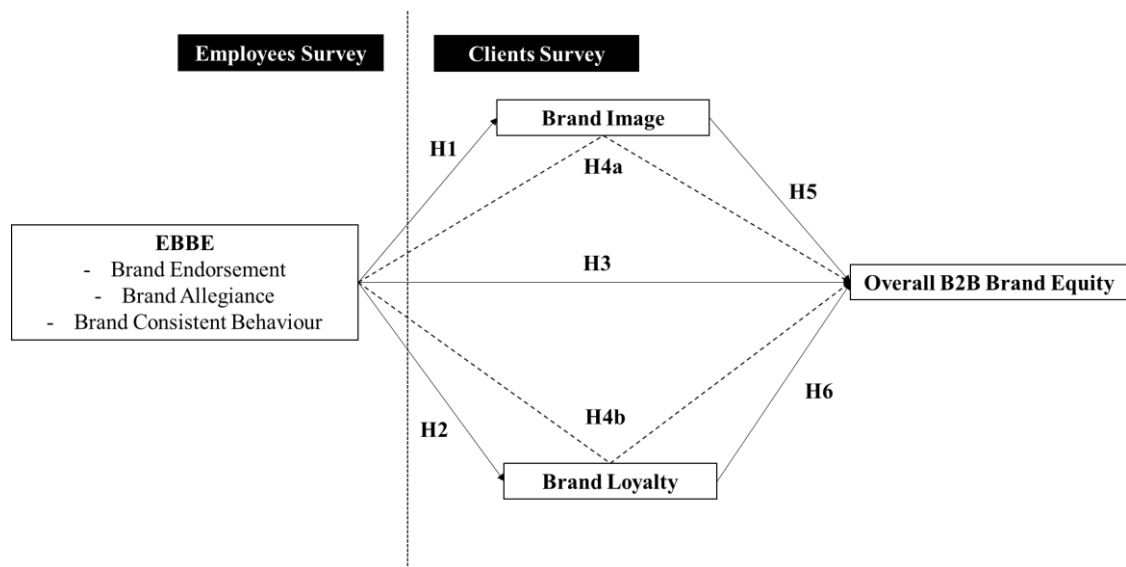 Employees Survey
Clients Survey
Brand Image
H1
H4a
H5
EBBE
- Brand Endorsement
- Brand Allegiance
- Brand Consistent Behaviour
H3
Overall B2B Brand Equity
H2
H4b
H6
Brand Loyalty